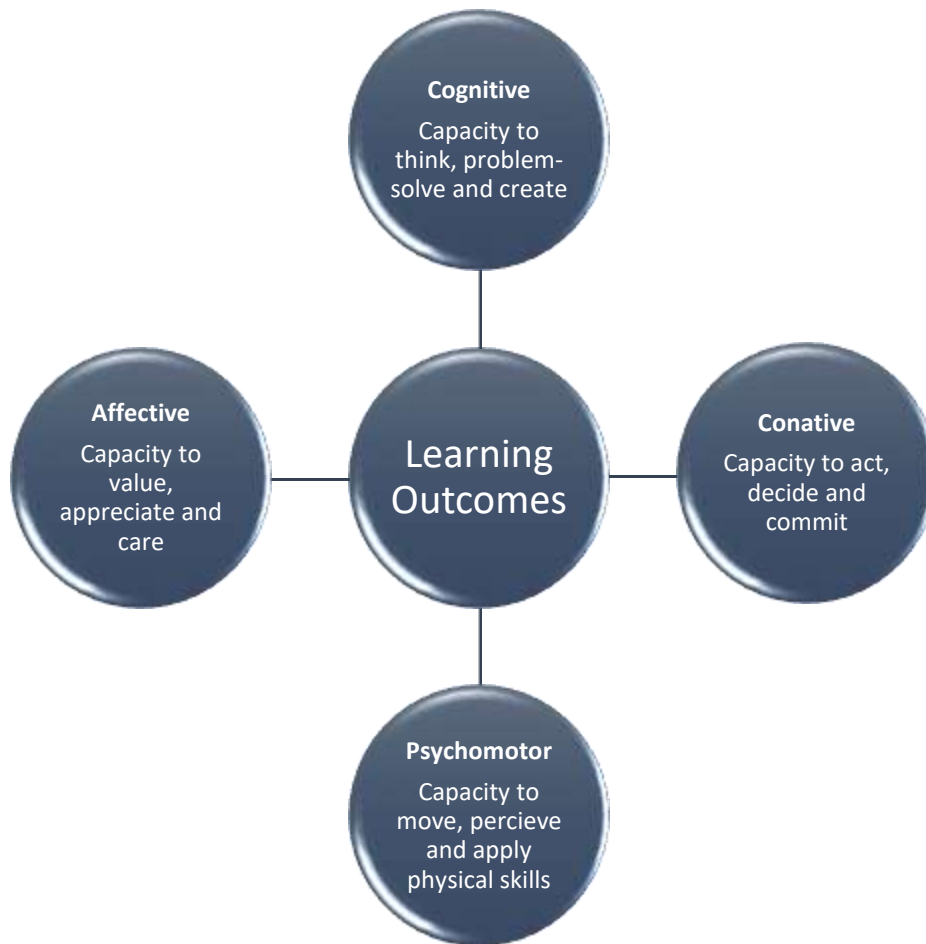 Cognitive
Capacity to
think, problem-
solve and create
Affective
Capacity to
value,
appreciate and
care
Learning
Outcomes
Conative
Capacity to act,
decide and
commit
Psychomotor
Capacity to
move, percieve
and apply
physical skills